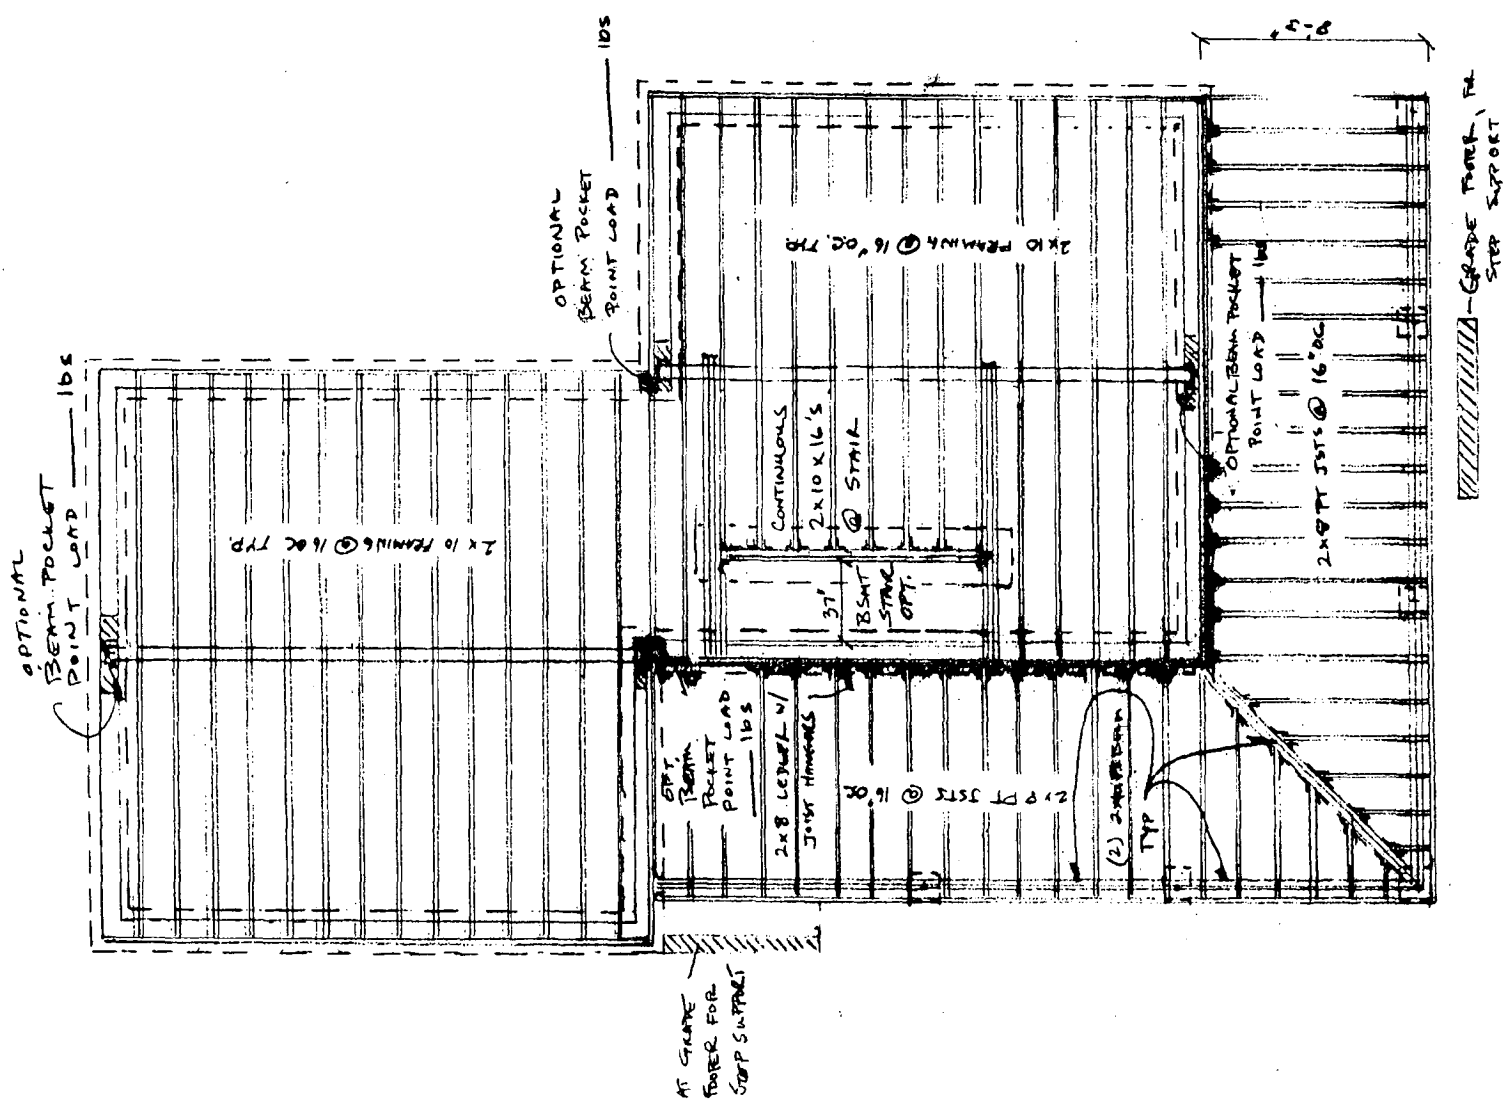 OPTIONAL
BEAM POCKET
POINT LOAD
lbs
OPTIONAL
BEAM POCKET
POINT LOAD
lbs
2x10 FRAMING @ 16 OC TYP.
2x10 FRAMING @ 16" O.C. TYP.
CONTINUOUS
2x10x16'S
@ STAIR
37"
BSMT
STAIR
OPT.
OPT.
BEAM
POCKET
POINT LOAD
lbs
2x8 LEDGER W/
JOIST HANGERS
2x8 PT JSTS @ 16" OC
(2)
TYP
OPTIONAL BEAM POCKET
POINT LOAD
lbs
2x8 PT JSTS @ 16" OC
GRADE FOOTER, FOR
STEP SUPPORT
AT GRADE
FOOTER FOR
STEP SUPPORT